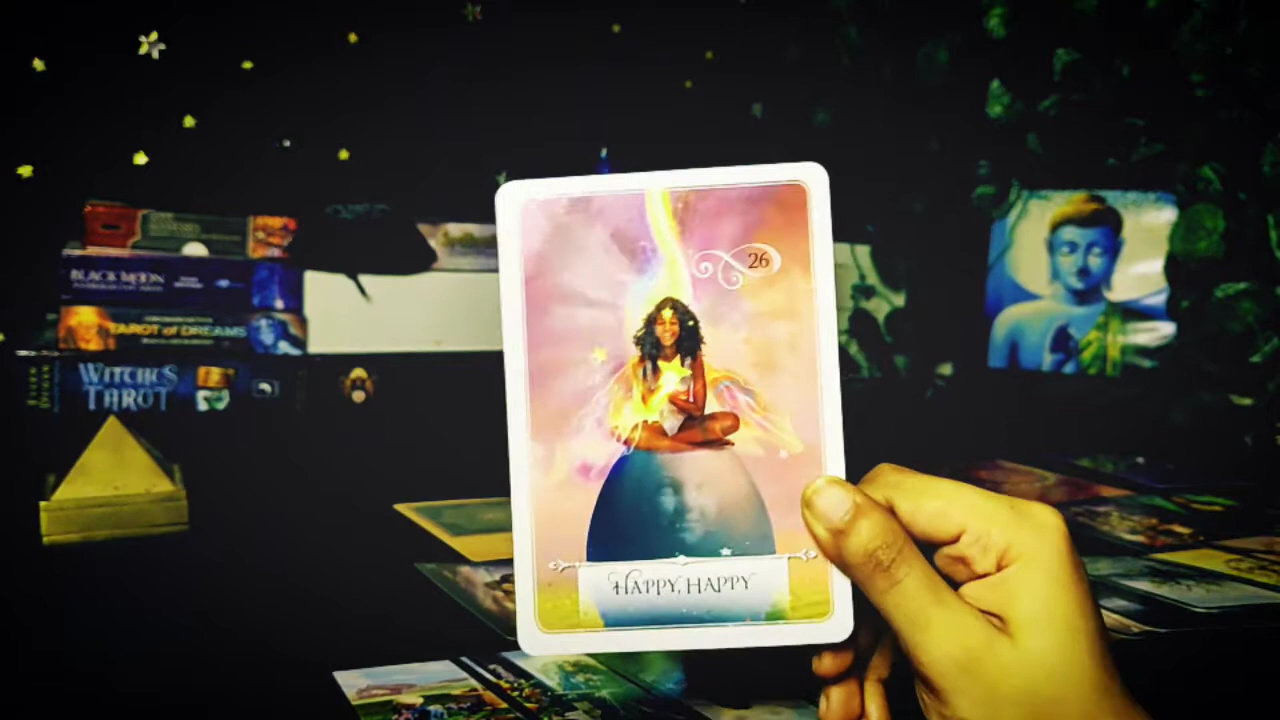 26
HAPPY, HAPPY
BLACK MOON
TAROT of DREAMS
WITCHES
TAROT